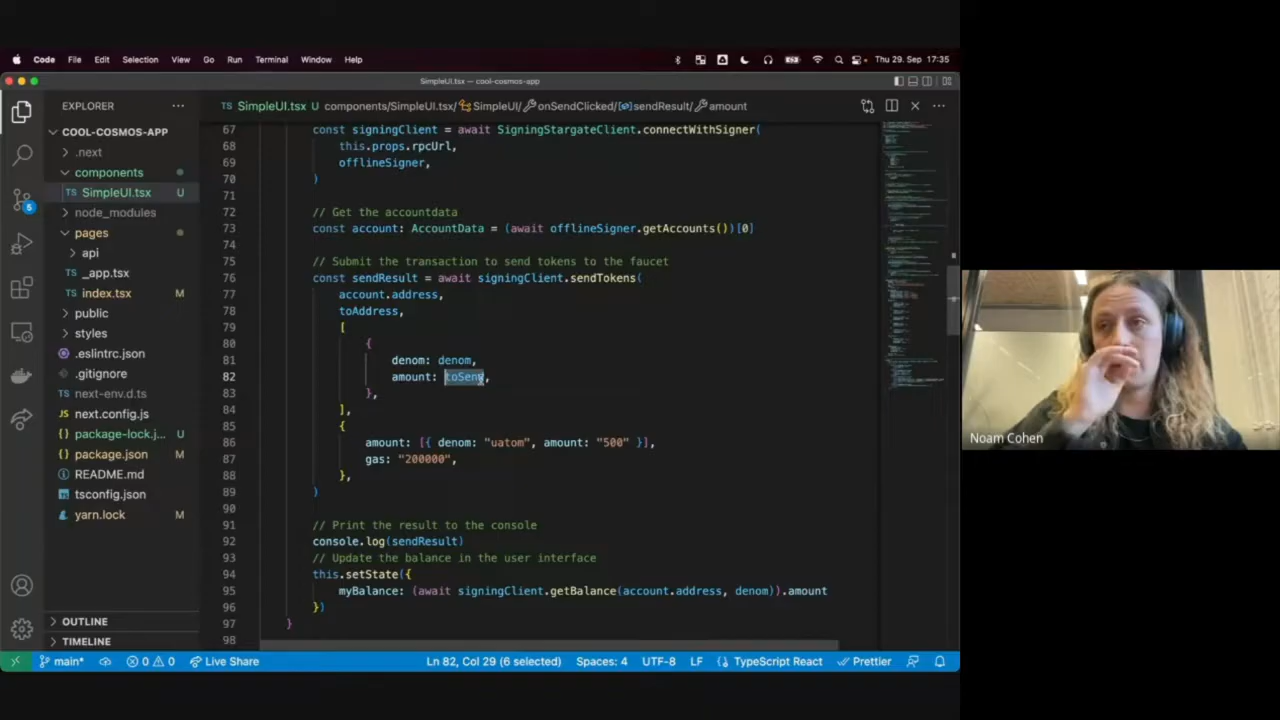 Code File Edit Selection View Go Run Terminal Window Help Thu 29. Sep 17:35
SimpleUI.tsx — cool-cosmos-app
EXPLORER
COOL-COSMOS-APP
.next
components
TS SimpleUI.tsx U
node_modules
pages
api
TS _app.tsx
TS index.tsx M
public
styles
.eslintrc.json
.gitignore
TS next-env.d.ts
JS next.config.js
{} package-lock.j... U
{} package.json M
README.md
TS tsconfig.json
yarn.lock M
OUTLINE
TIMELINE
5
TS SimpleUI.tsx U components/SimpleUI.tsx/ SimpleUI/ onSendClicked/ sendResult/ amount
67 const signingClient = await SigningStargateClient.connectWithSigner(
68 this.props.rpcUrl,
69 offlineSigner,
70 )
71
72 // Get the accountdata
73 const account: AccountData = (await offlineSigner.getAccounts())[0]
74
75 // Submit the transaction to send tokens to the faucet
76 const sendResult = await signingClient.sendTokens(
77 account.address,
78 toAddress,
79 [
80 {
81 denom: denom,
82 amount: toSend,
83 },
84 ],
85 {
86 amount: [{ denom: "uatom", amount: "500" }],
87 gas: "200000",
88 },
89 )
90
91 // Print the result to the console
92 console.log(sendResult)
93 // Update the balance in the user interface
94 this.setState({
95 myBalance: (await signingClient.getBalance(account.address, denom)).amount
96 })
97 }
98
main* 0 0 Live Share Ln 82, Col 29 (6 selected) Spaces: 4 UTF-8 LF TypeScript React Prettier
Noam Cohen